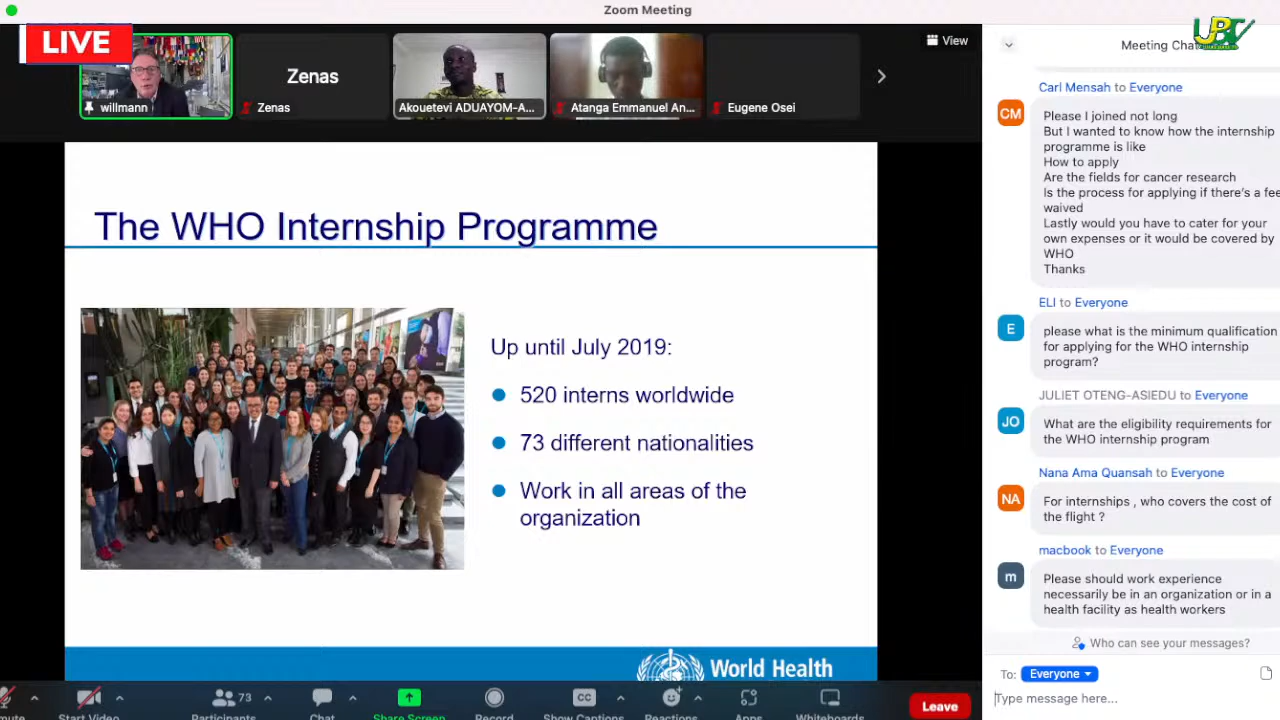 Zoom Meeting
LIVE
willmann
Zenas
Zenas
Akouetevi ADUAYOM-A...
Atanga Emmanuel An...
Eugene Osei
View
Meeting Cha
The WHO Internship Programme
Up until July 2019:
520 interns worldwide
73 different nationalities
Work in all areas of the
organization
World Health
Carl Mensah to Everyone
CM
Please I joined not long
But I wanted to know how the internship
programme is like
How to apply
Are the fields for cancer research
Is the process for applying if there's a fee
waived
Lastly would you have to cater for your
own expenses or it would be covered by
WHO
Thanks
ELI to Everyone
E
please what is the minimum qualification
for applying for the WHO internship
program?
JULIET OTENG-ASIEDU to Everyone
JO
What are the eligibility requirements for
the WHO internship program
Nana Ama Quansah to Everyone
NA
For internships , who covers the cost of
the flight ?
macbook to Everyone
m
Please should work experience
necessarily be in an organization or in a
health facility as health workers
Who can see your messages?
To: Everyone
Type message here...
mute
Start Video
73
Participants
Chat
Share Screen
Record
CC
Show Captions
Reactions
Apps
Whiteboards
Leave